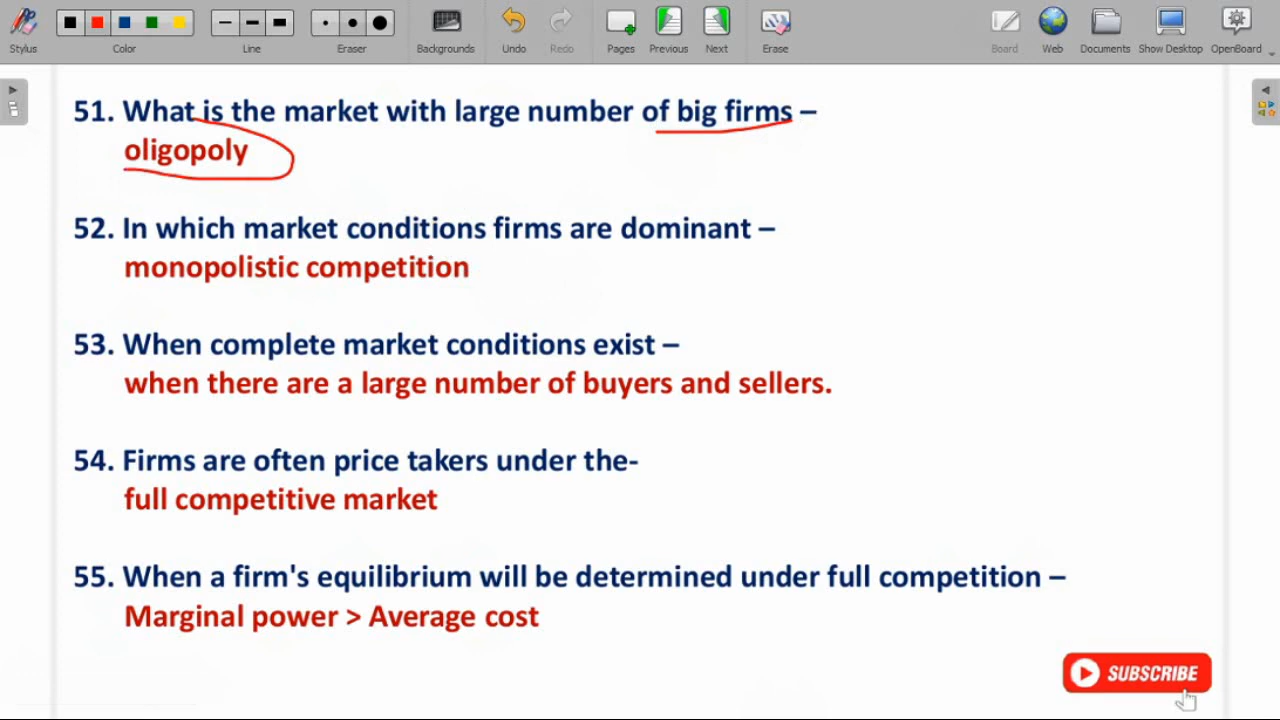 Stylus
Color
Line
Eraser
Backgrounds
Undo
Redo
Pages
Previous
Next
Erase
Board
Web
Documents
Show Desktop
OpenBoard
51. What is the market with large number of big firms –
oligopoly
52. In which market conditions firms are dominant –
monopolistic competition
53. When complete market conditions exist –
when there are a large number of buyers and sellers.
54. Firms are often price takers under the-
full competitive market
55. When a firm's equilibrium will be determined under full competition –
Marginal power > Average cost
SUBSCRIBE